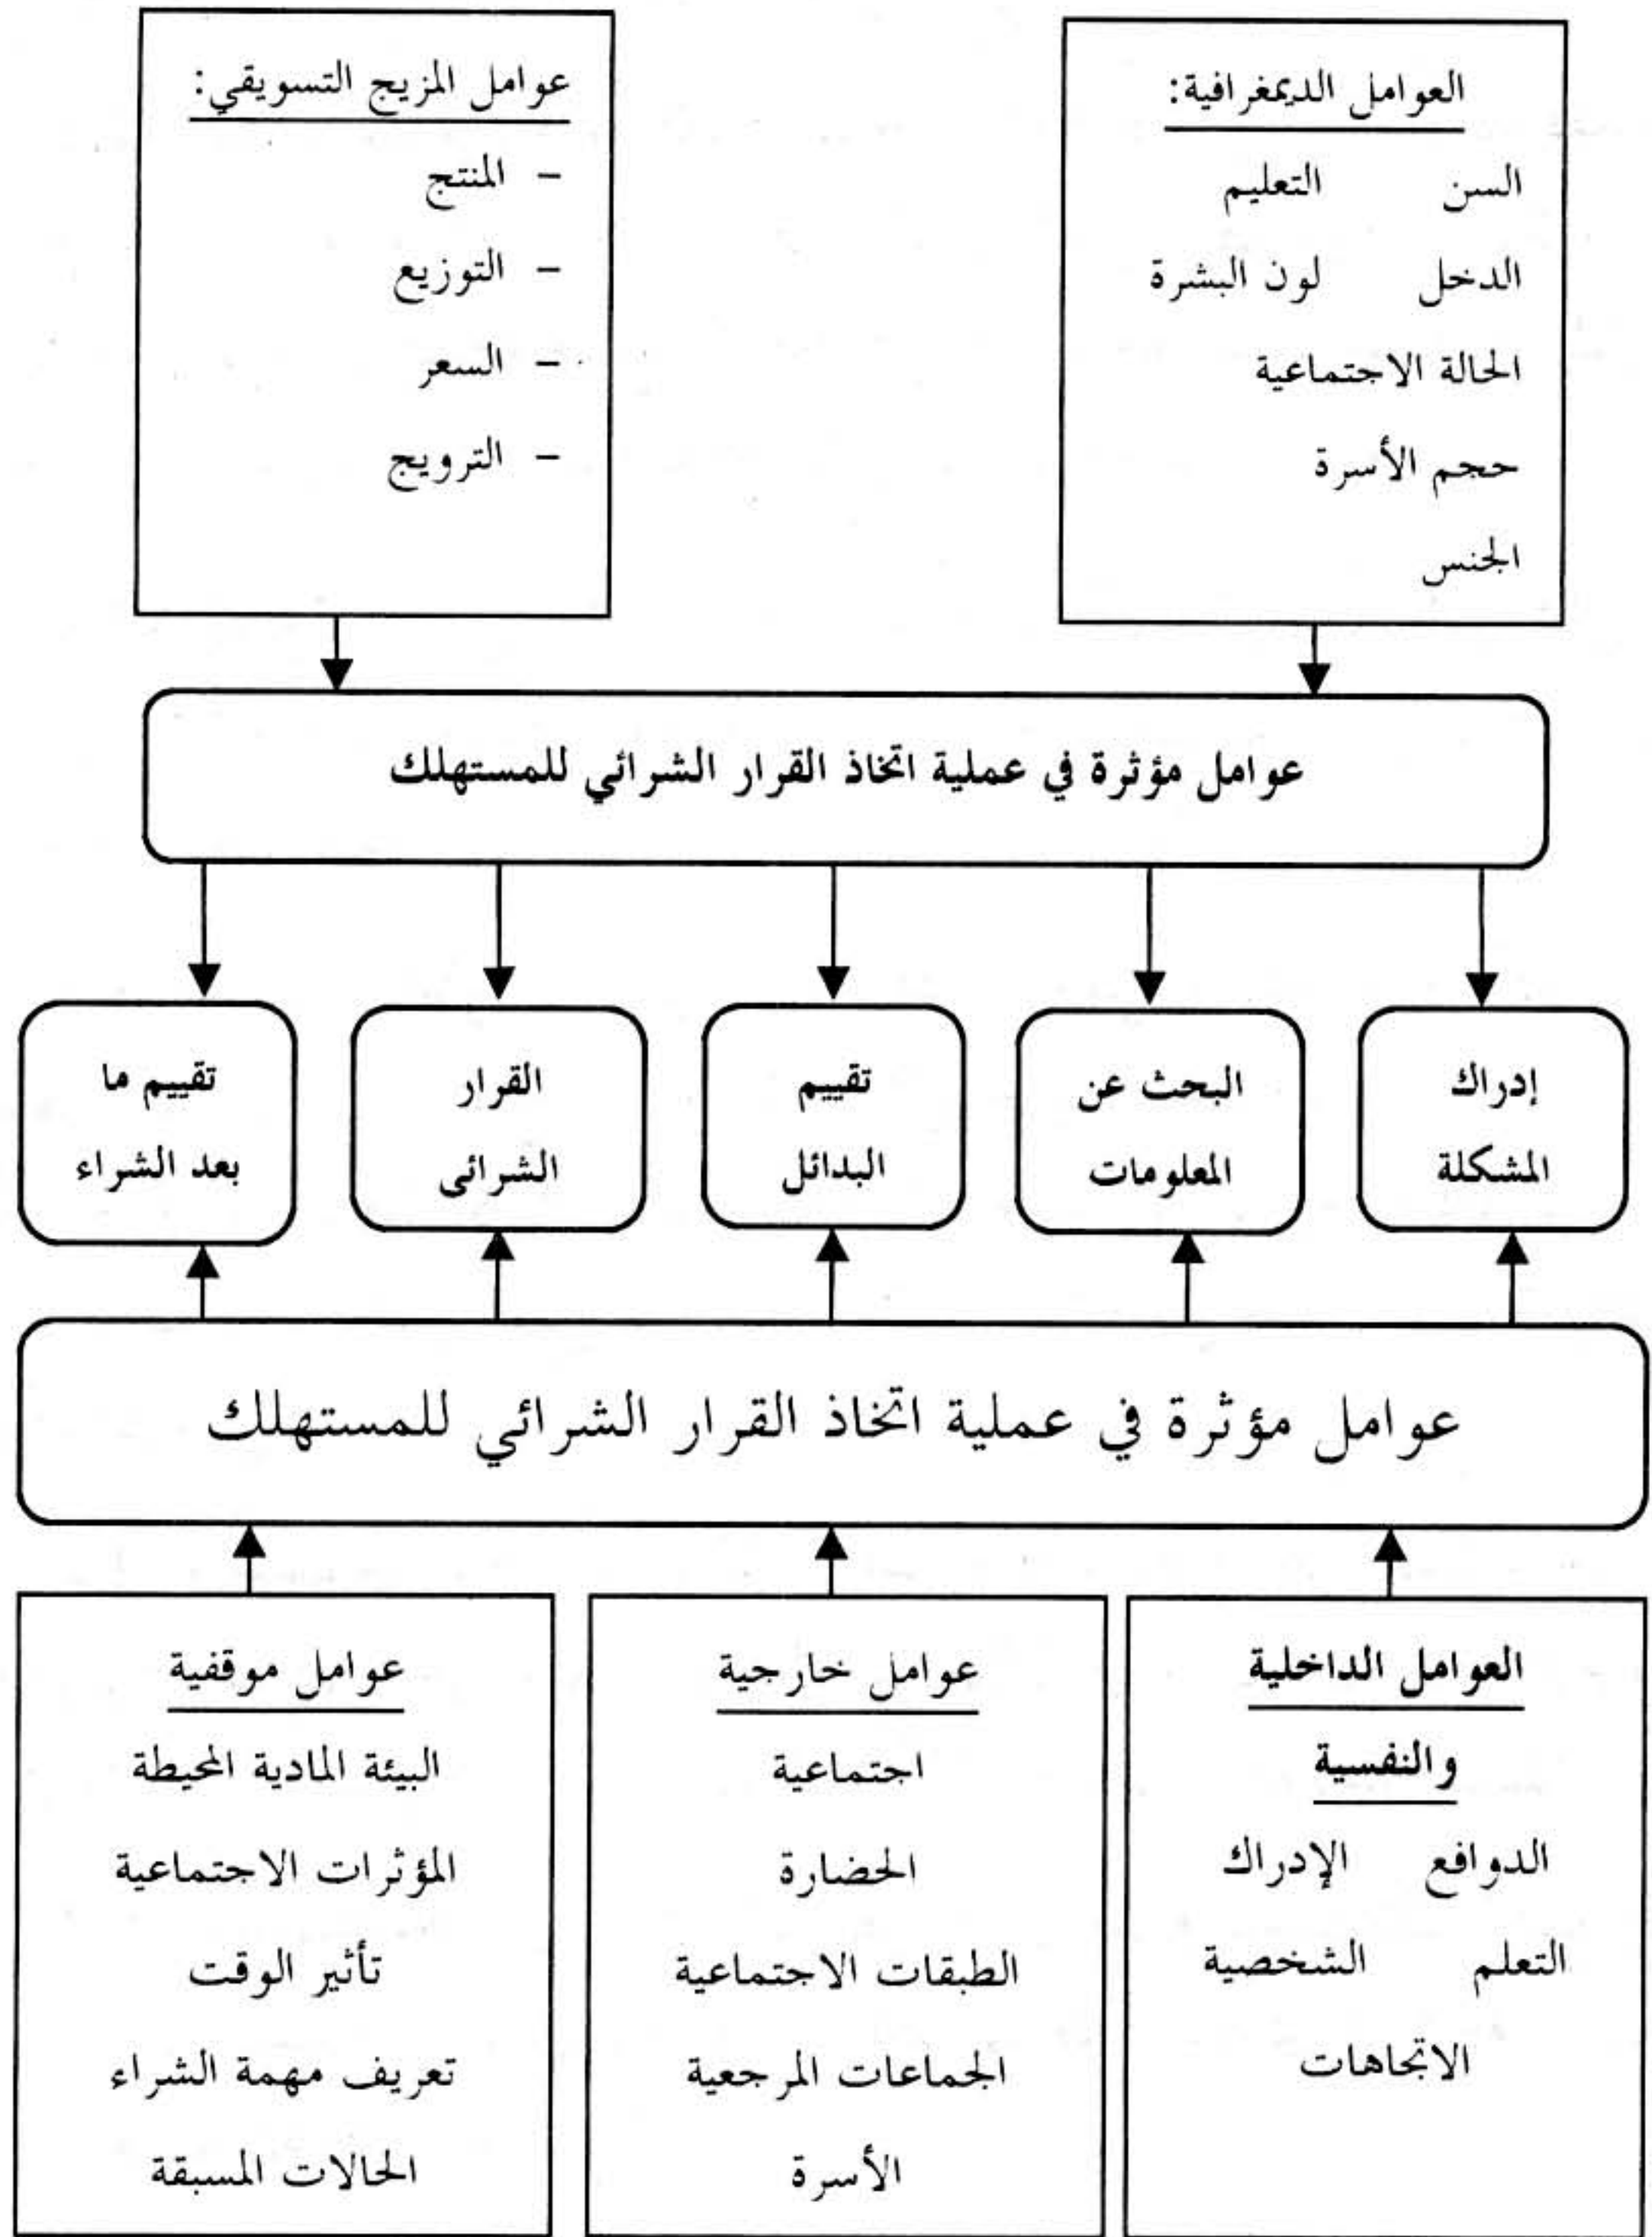 العوامل الديمغرافية:
السن التعليم
الدخل لون البشرة
الحالة الاجتماعية
حجم الأسرة
الجنس
عوامل المزيج التسويقي:
- المنتج
- التوزيع
- السعر
- الترويج
عوامل مؤثرة في عملية اتخاذ القرار الشرائي للمستهلك
إدراك
المشكلة
البحث عن
المعلومات
تقييم
البدائل
القرار
الشرائى
تقييم ما
بعد الشراء
عوامل مؤثرة في عملية اتخاذ القرار الشرائي للمستهلك
العوامل الداخلية
والنفسية
الدوافع الإدراك
التعلم الشخصية
الاتجاهات
عوامل خارجية
اجتماعية
الحضارة
الطبقات الاجتماعية
الجماعات المرجعية
الأسرة
عوامل موقفية
البيئة المادية المحيطة
المؤثرات الاجتماعية
تأثير الوقت
تعريف مهمة الشراء
الحالات المسبقة